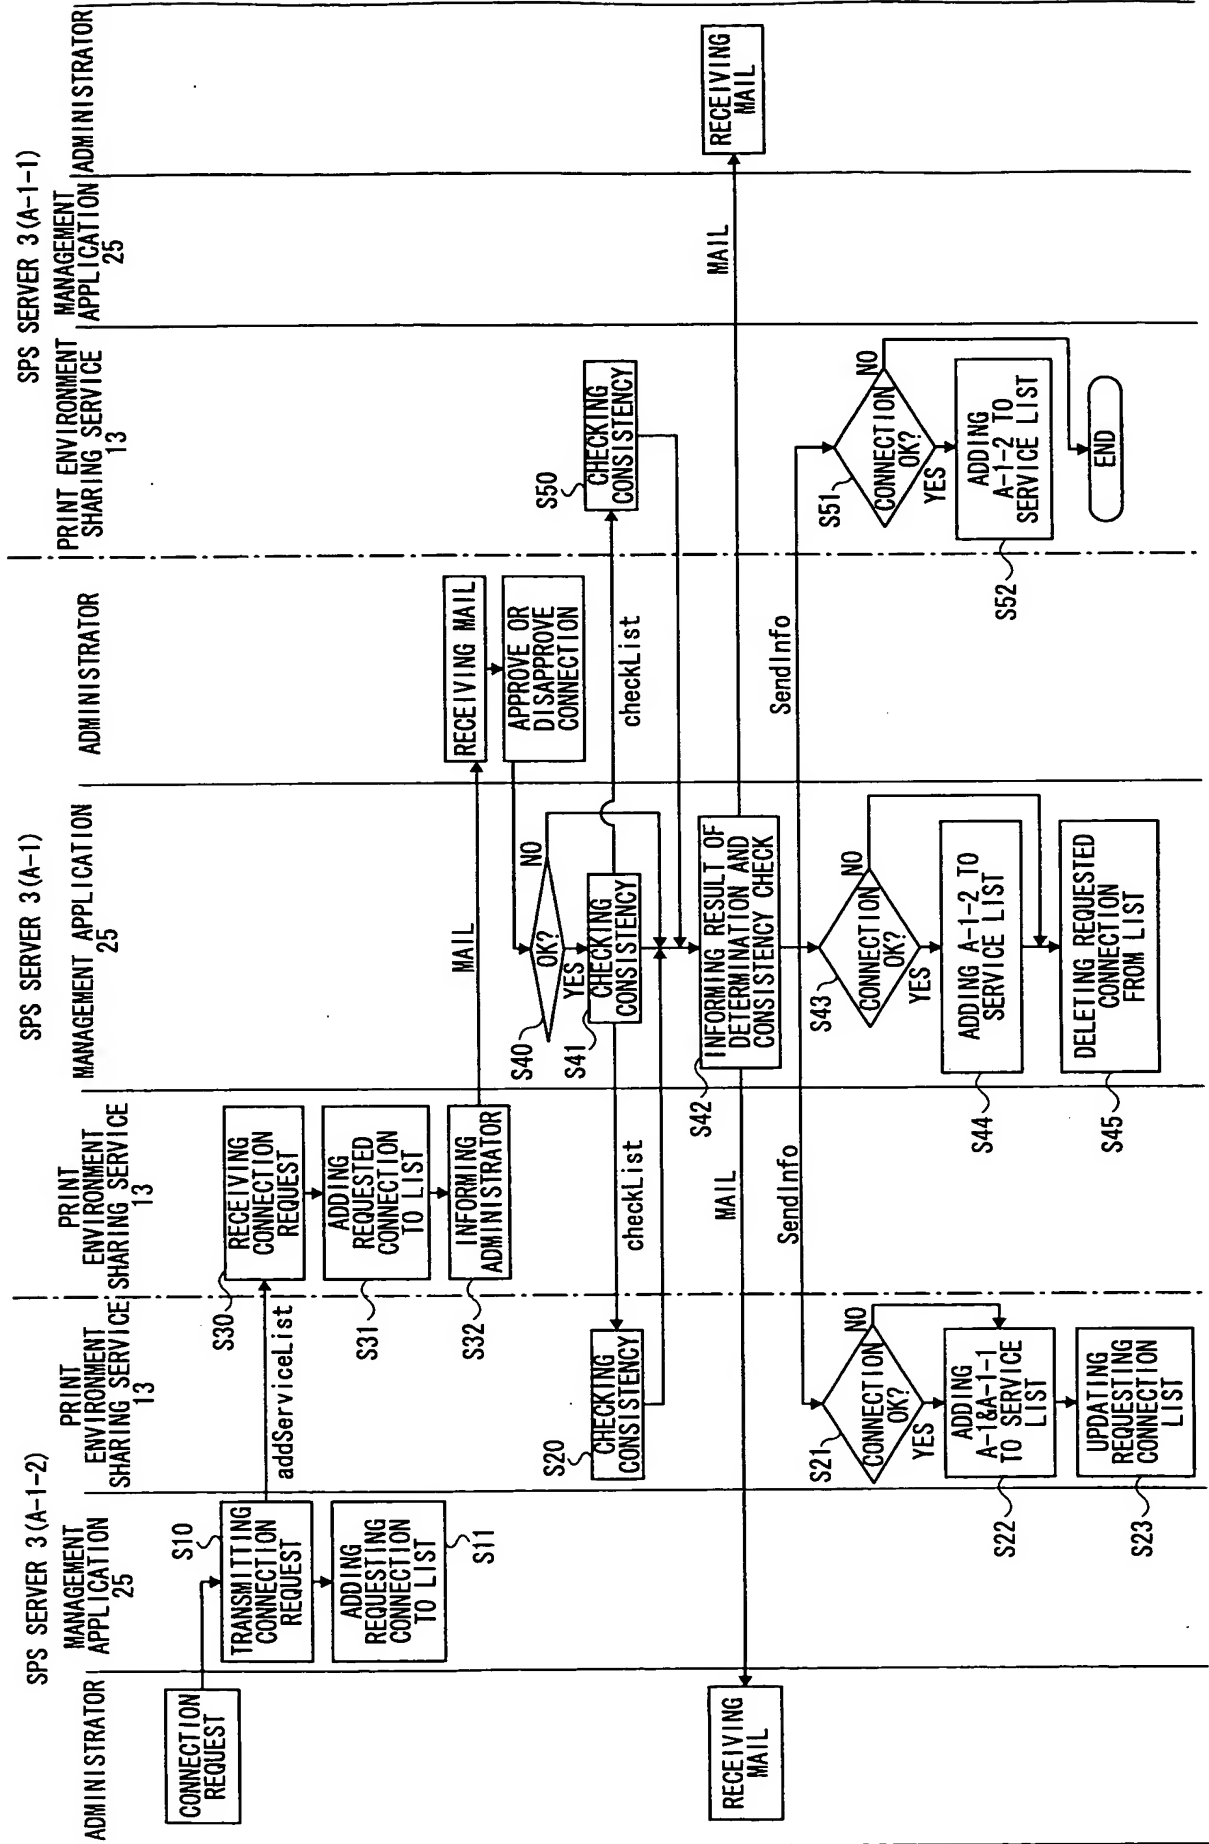 SPS SERVER 3(A-1-2)
ADMINISTRATOR
MANAGEMENT
APPLICATION
25
PRINT
ENVIRONMENT
SHARING SERVICE
13
SPS SERVER 3(A-1)
PRINT
ENVIRONMENT
SHARING SERVICE
13
MANAGEMENT APPLICATION
25
ADMINISTRATOR
SPS SERVER 3(A-1-1)
PRINT ENVIRONMENT
SHARING SERVICE
13
MANAGEMENT
APPLICATION
25
ADMINISTRATOR
CONNECTION
REQUEST
S10
TRANSMITTING
CONNECTION
REQUEST
addServiceList
S30
RECEIVING
CONNECTION
REQUEST
ADDING
REQUESTING
CONNECTION
TO LIST
S11
S31
ADDING
REQUESTED
CONNECTION
TO LIST
S32
INFORMING
ADMINISTRATOR
MAIL
RECEIVING MAIL
APPROVE OR
DISAPPROVE
CONNECTION
S40
OK?
NO
YES
S41
CHECKING
CONSISTENCY
checkList
checkList
S20
CHECKING
CONSISTENCY
S50
CHECKING
CONSISTENCY
S42
INFORMING RESULT OF
DETERMINATION AND
CONSISTENCY CHECK
MAIL
MAIL
RECEIVING
MAIL
RECEIVING
MAIL
SendInfo
SendInfo
S21
CONNECTION
OK?
NO
YES
S22
ADDING
A-1&A-1-1
TO SERVICE
LIST
S23
UPDATING
REQUESTING
CONNECTION
LIST
S43
CONNECTION
OK?
NO
YES
S44
ADDING A-1-2 TO
SERVICE LIST
S45
DELETING REQUESTED
CONNECTION
FROM LIST
S51
CONNECTION
OK?
NO
YES
S52
ADDING
A-1-2 TO
SERVICE LIST
END